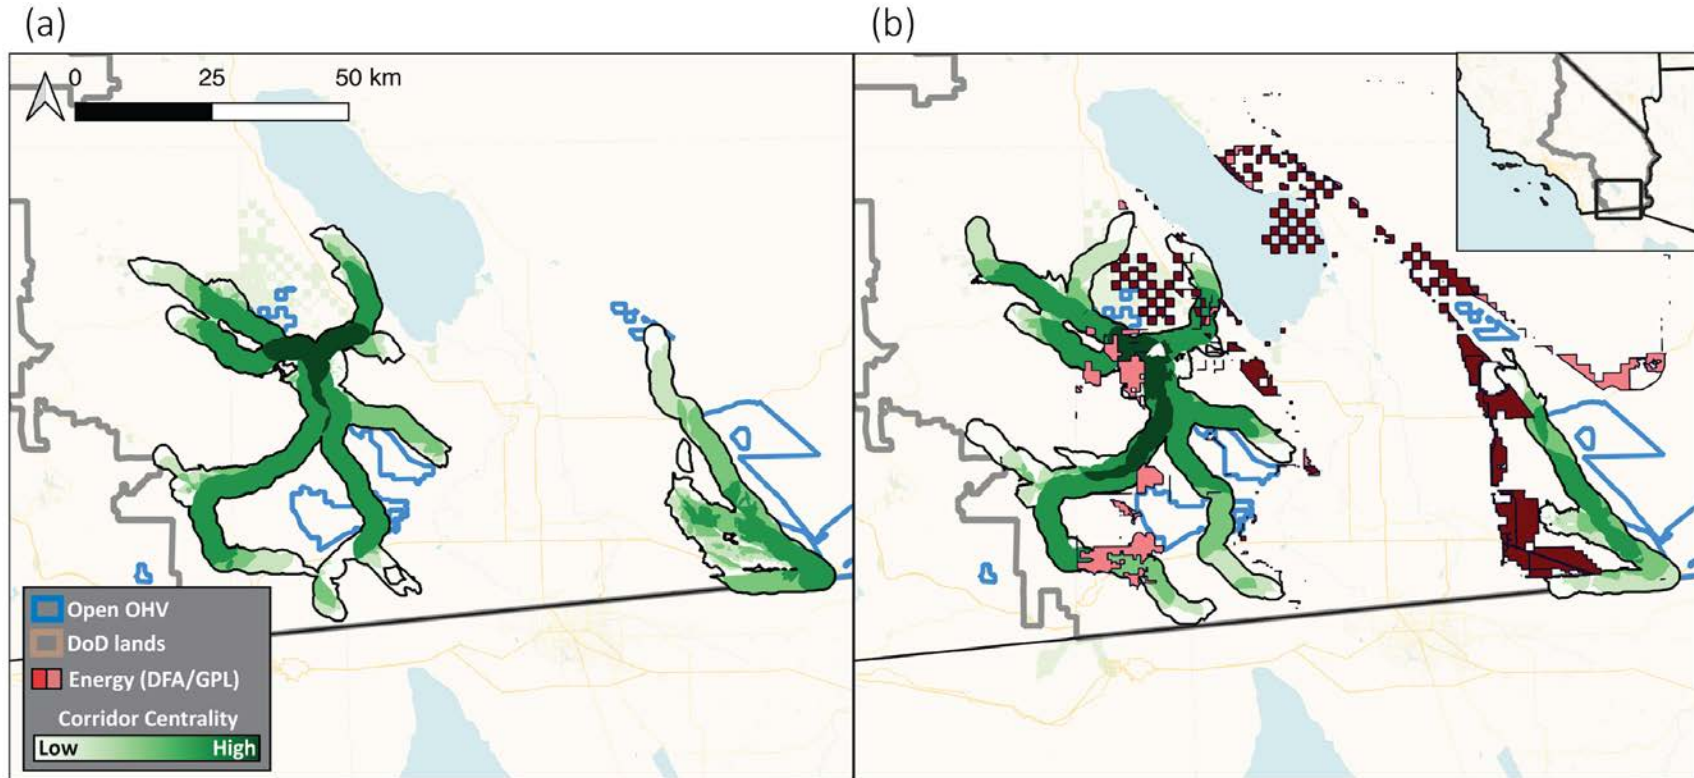 (a)
(b)
0 25 50 km
Open OHV
DoD lands
Energy (DFA/GPL)
Corridor Centrality
Low High